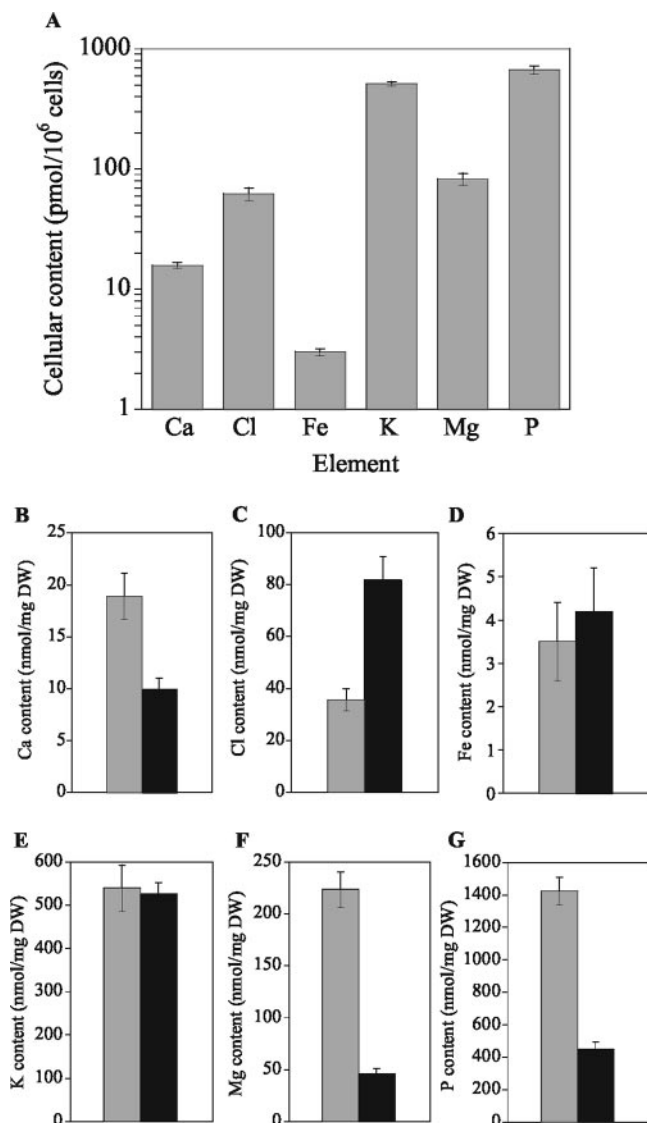 A
Cellular content (pmol/10⁶ cells)
1000
100
10
1
Ca Cl Fe K Mg P
Element
B
Ca content (nmol/mg DW)
25
20
15
10
5
0
C
Cl content (nmol/mg DW)
100
80
60
40
20
0
D
Fe content (nmol/mg DW)
6
5
4
3
2
1
0
E
K content (nmol/mg DW)
600
500
400
300
200
100
0
F
Mg content (nmol/mg DW)
250
200
150
100
50
0
G
P content (nmol/mg DW)
1600
1400
1200
1000
800
600
400
200
0